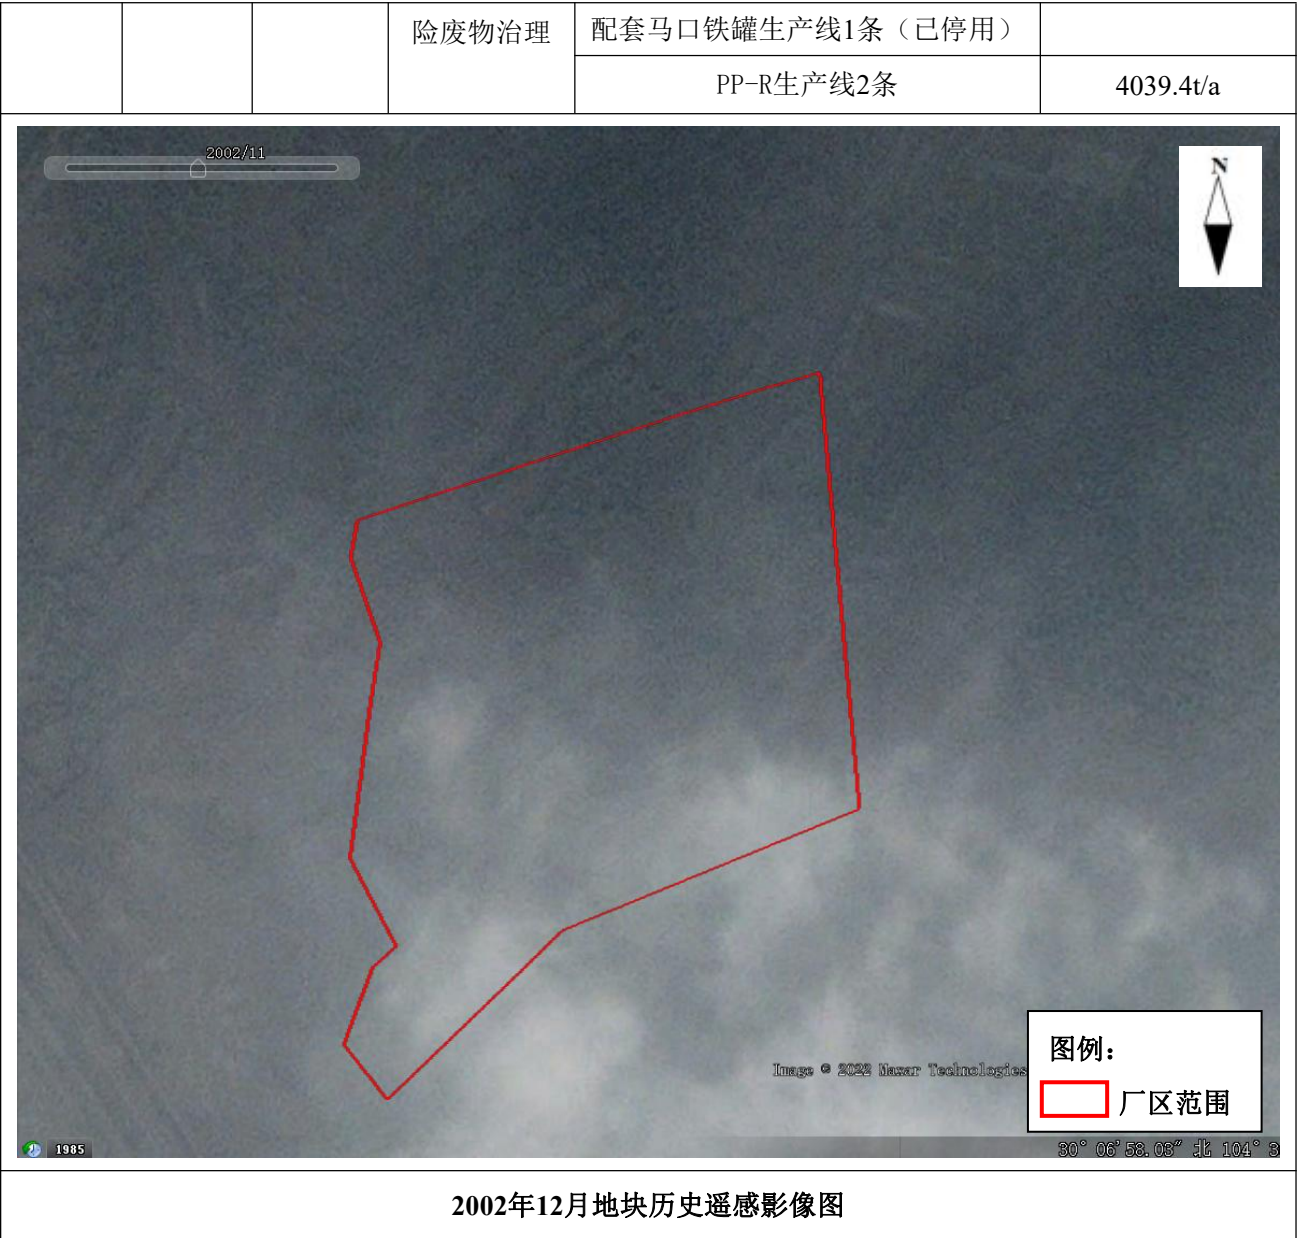 险废物治理
配套马口铁罐生产线1条（已停用）
PP-R生产线2条
4039.4t/a
2002/11
N
图例：
Image © 2022 Maxar Technologies
厂区范围
1985
30° 06′58.03″ 北 104° 3
2002年12月地块历史遥感影像图